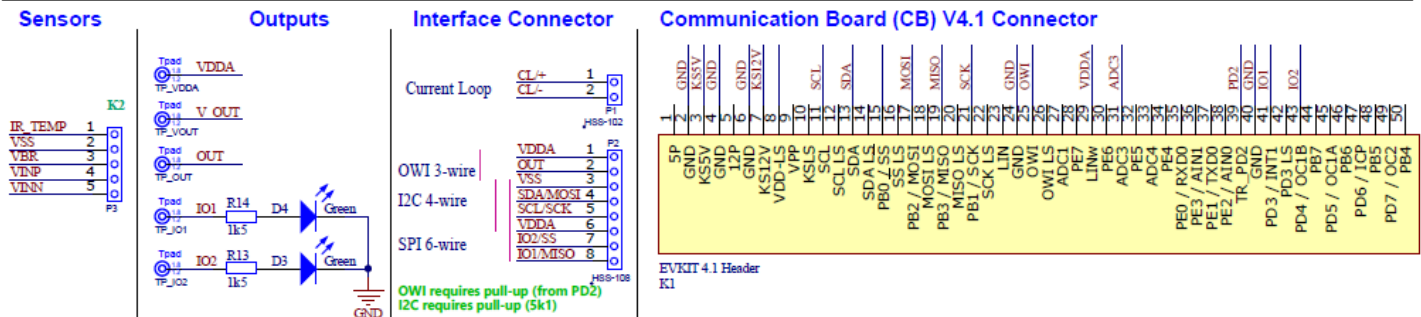 Sensors
Outputs
Interface Connector
Communication Board (CB) V4.1 Connector
K2
IR_TEMP 1
VSS 2
VBR 3
VINP 4
VINN 5
P3
Tpad
VDDA
TP_VDDA
Tpad
V_OUT
TP_VOUT
Tpad
OUT
TP_OUT
Tpad
IO1 R14 D4 Green
TP_IO1
1k5
Tpad
IO2 R13 D3 Green
TP_IO2
1k5
GND
Current Loop
CL/+ 1
CL/- 2
P1
HSS-102
P2
VDDA 1
OUT 2
VSS 3
SDA/MOSI 4
SCL/SCK 5
VDDA 6
IO2/SS 7
IO1/MISO 8
HSS-108
OWI 3-wire
I2C 4-wire
SPI 6-wire
OWI requires pull-up (from PD2)
I2C requires pull-up (5k1)
GND
KS5V
GND
GND
KS12V
SCL
SDA
MOSI
MISO
SCK
GND
OWI
VDDA
ADC3
PD2
GND
IO1
IO2
1 2 3 4 5 6 7 8 9 10 11 12 13 14 15 16 17 18 19 20 21 22 23 24 25 26 27 28 29 30 31 32 33 34 35 36 37 38 39 40 41 42 43 44 45 46 47 48 49 50
5P
GND
KS5V
GND
12P
GND
KS12V
VDD-LS
VPP
KSLS
SCL
SCL LS
SDA
SDA LS
PB0 / SS
SS LS
PB2 / MOSI
MOSI LS
PB3 / MISO
MISO LS
PB1 / SCK
SCK LS
LIN
GND
OWI
OWI LS
ADC1
PE7
LINw
PE6
ADC3
PE5
ADC4
PE4
PE0 / RXD0
PE3 / AIN1
PE1 / TXD0
PE2 / AIN0
TR_PD2
GND
PD3 / INT1
PD3 LS
PD4 / OC1B
PB7
PD5 / OC1A
PB6
PD6 / ICP
PB5
PD7 / OC2
PB4
EVKIT 4.1 Header
K1